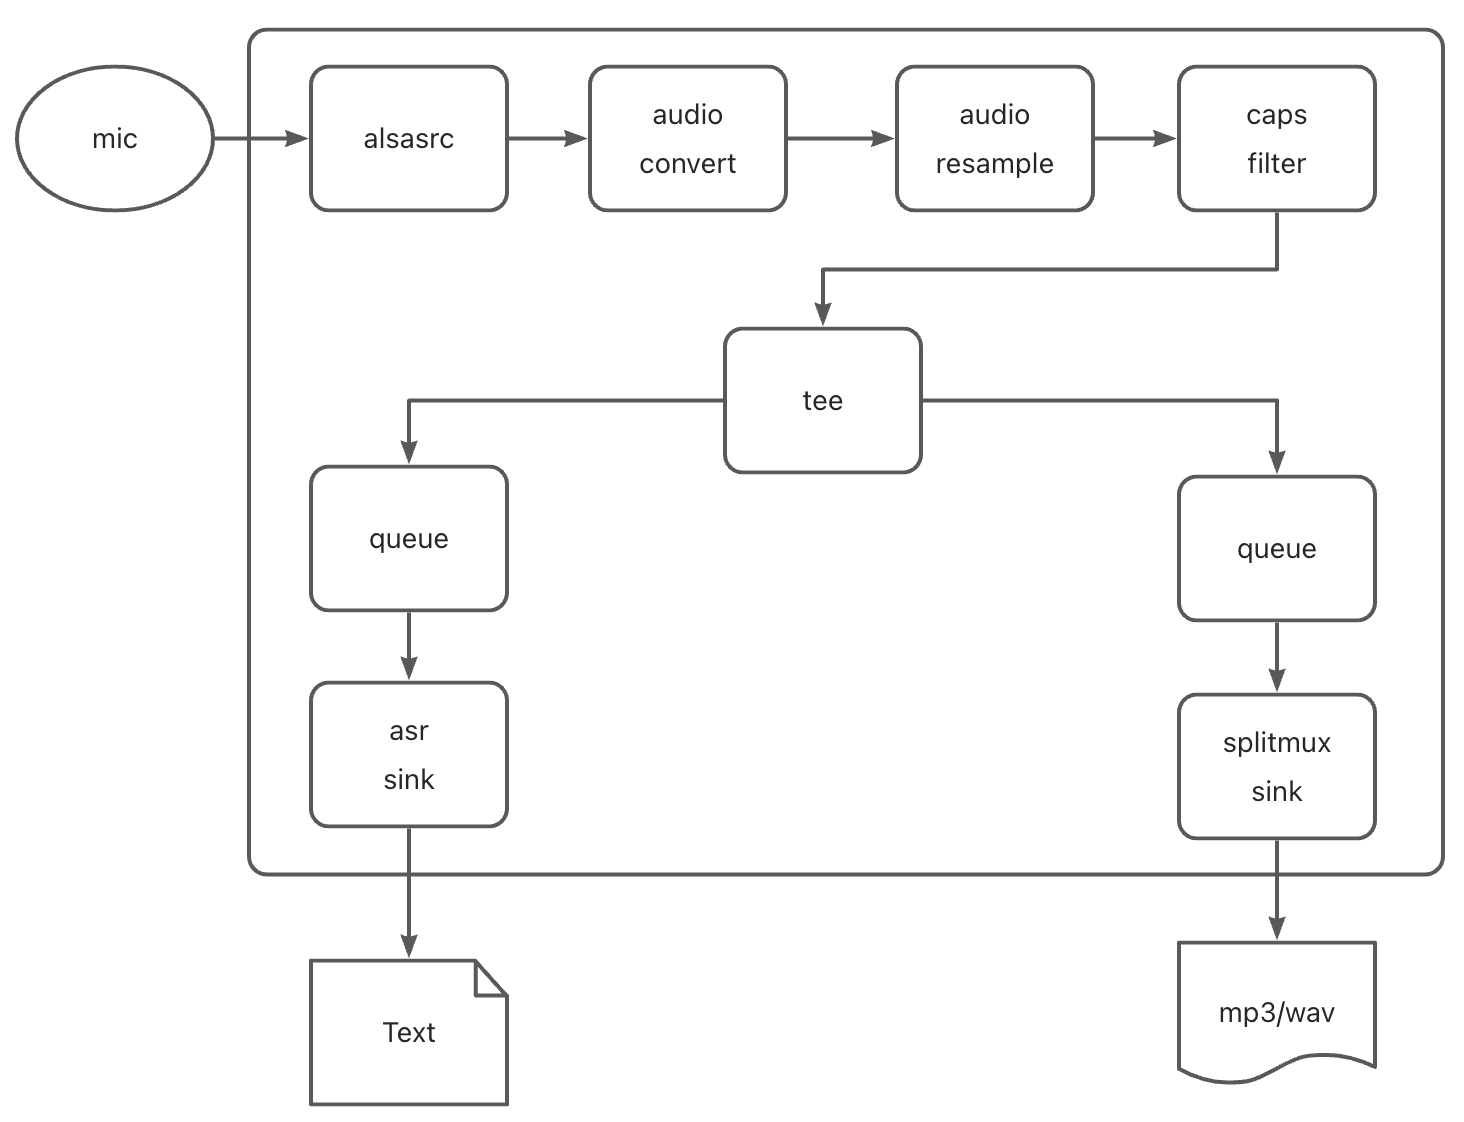 mic
alsasrc
audio
convert
audio
resample
caps
filter
tee
queue
queue
asr
sink
splitmux
sink
Text
mp3/wav